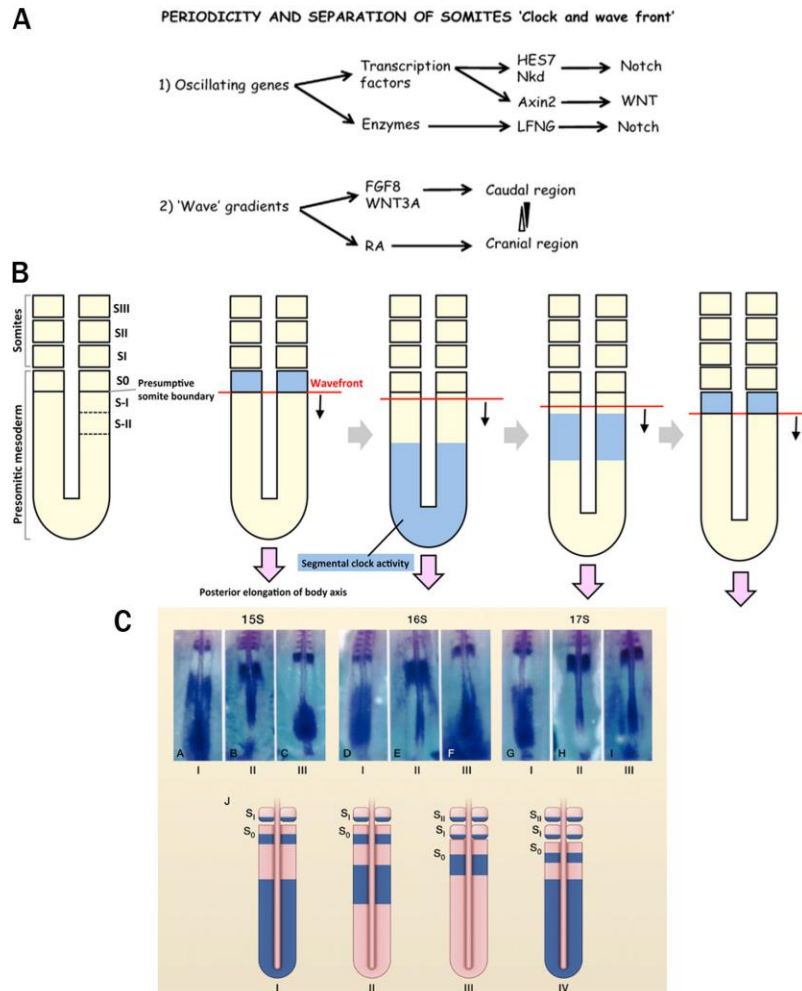 A
PERIODICITY AND SEPARATION OF SOMITES 'Clock and wave front'
1) Oscillating genes
Transcription
factors
HES7
Nkd
Notch
Axin2
WNT
Enzymes
LFNG
Notch
2) 'Wave' gradients
FGF8
WNT3A
Caudal region
RA
Cranial region
B
Somites
SIII
SII
SI
Presomitic mesoderm
S0
S-I
S-II
Presumptive
somite boundary
Wavefront
Segmental clock activity
Posterior elongation of body axis
C
15S
16S
17S
A
B
C
D
E
F
G
H
I
I
II
III
I
II
III
I
II
III
J
SI
S0
SI
S0
SII
SI
S0
SII
SI
S0
I
II
III
IV